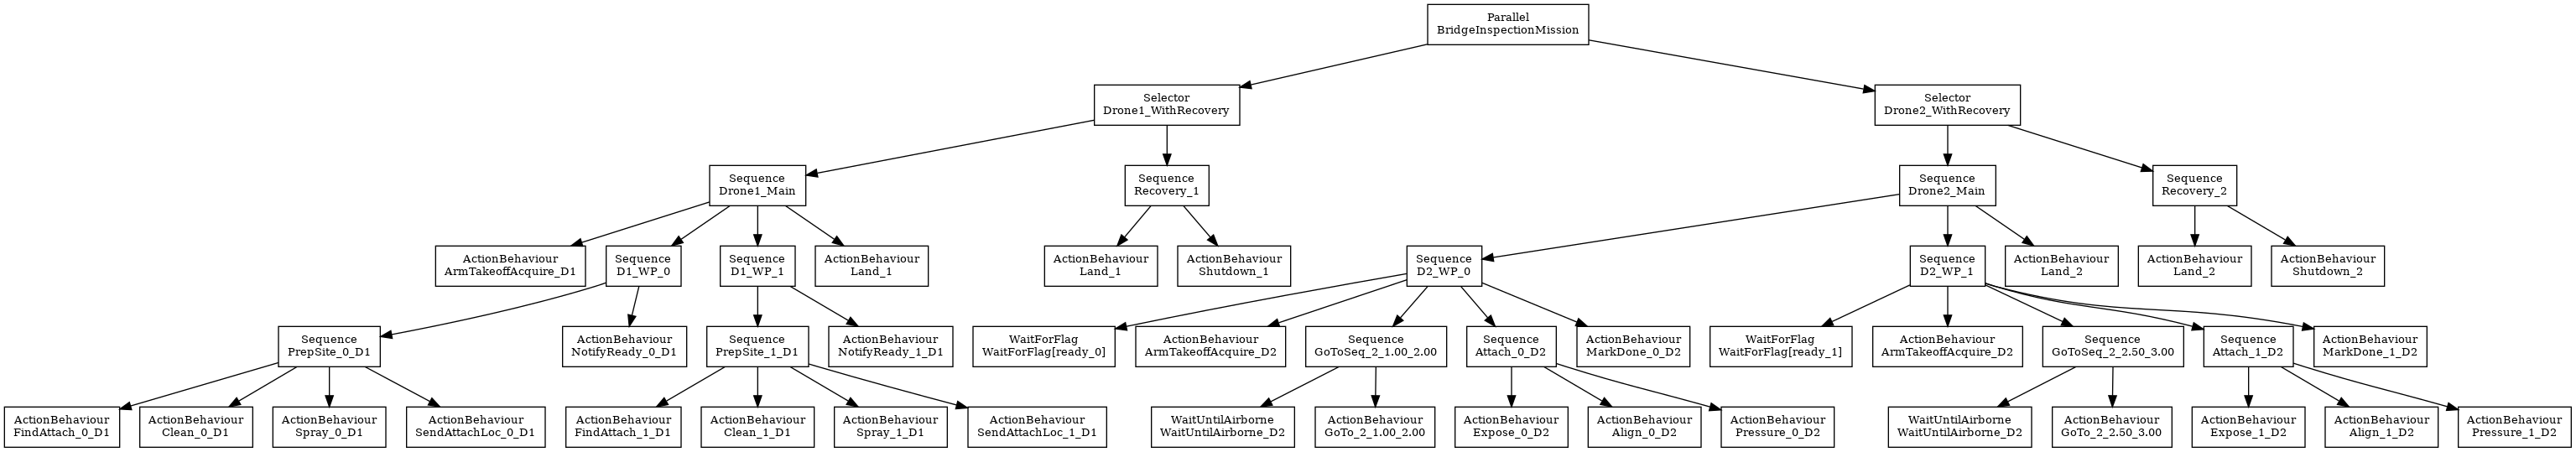 Parallel
BridgeInspectionMission
Selector
Drone1_WithRecovery
Selector
Drone2_WithRecovery
Sequence
Drone1_Main
Sequence
Recovery_1
Sequence
Drone2_Main
Sequence
Recovery_2
ActionBehaviour
ArmTakeoffAcquire_D1
Sequence
D1_WP_0
Sequence
D1_WP_1
ActionBehaviour
Land_1
ActionBehaviour
Land_1
ActionBehaviour
Shutdown_1
Sequence
D2_WP_0
Sequence
D2_WP_1
ActionBehaviour
Land_2
ActionBehaviour
Land_2
ActionBehaviour
Shutdown_2
Sequence
PrepSite_0_D1
ActionBehaviour
NotifyReady_0_D1
Sequence
PrepSite_1_D1
ActionBehaviour
NotifyReady_1_D1
WaitForFlag
WaitForFlag[ready_0]
ActionBehaviour
ArmTakeoffAcquire_D2
Sequence
GoToSeq_2_1.00_2.00
Sequence
Attach_0_D2
ActionBehaviour
MarkDone_0_D2
WaitForFlag
WaitForFlag[ready_1]
ActionBehaviour
ArmTakeoffAcquire_D2
Sequence
GoToSeq_2_2.50_3.00
Sequence
Attach_1_D2
ActionBehaviour
MarkDone_1_D2
ActionBehaviour
FindAttach_0_D1
ActionBehaviour
Clean_0_D1
ActionBehaviour
Spray_0_D1
ActionBehaviour
SendAttachLoc_0_D1
ActionBehaviour
FindAttach_1_D1
ActionBehaviour
Clean_1_D1
ActionBehaviour
Spray_1_D1
ActionBehaviour
SendAttachLoc_1_D1
WaitUntilAirborne
WaitUntilAirborne_D2
ActionBehaviour
GoTo_2_1.00_2.00
ActionBehaviour
Expose_0_D2
ActionBehaviour
Align_0_D2
ActionBehaviour
Pressure_0_D2
WaitUntilAirborne
WaitUntilAirborne_D2
ActionBehaviour
GoTo_2_2.50_3.00
ActionBehaviour
Expose_1_D2
ActionBehaviour
Align_1_D2
ActionBehaviour
Pressure_1_D2